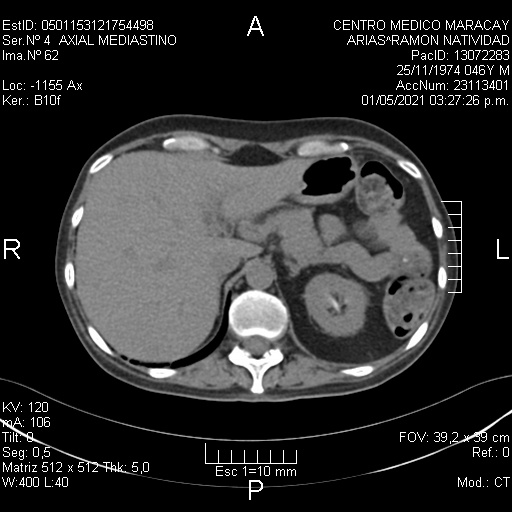 EstID: 0501153121754498
Ser.Nº 4 AXIAL MEDIASTINO
Ima.Nº 62
Loc: -1155 Ax
Ker.: B10f
A
CENTRO MEDICO MARACAY
ARIAS^RAMON NATIVIDAD
PacID: 13072283
25/11/1974 046Y M
AccNum: 23113401
01/05/2021 03:27:26 p.m.
R
L
KV: 120
mA: 106
Tilt: 0
Seg: 0,5
Matriz 512 x 512 Thk: 5,0
W:400 L:40
Esc 1=10 mm
P
FOV: 39,2 x 39 cm
Ref.: 0
Mod.: CT